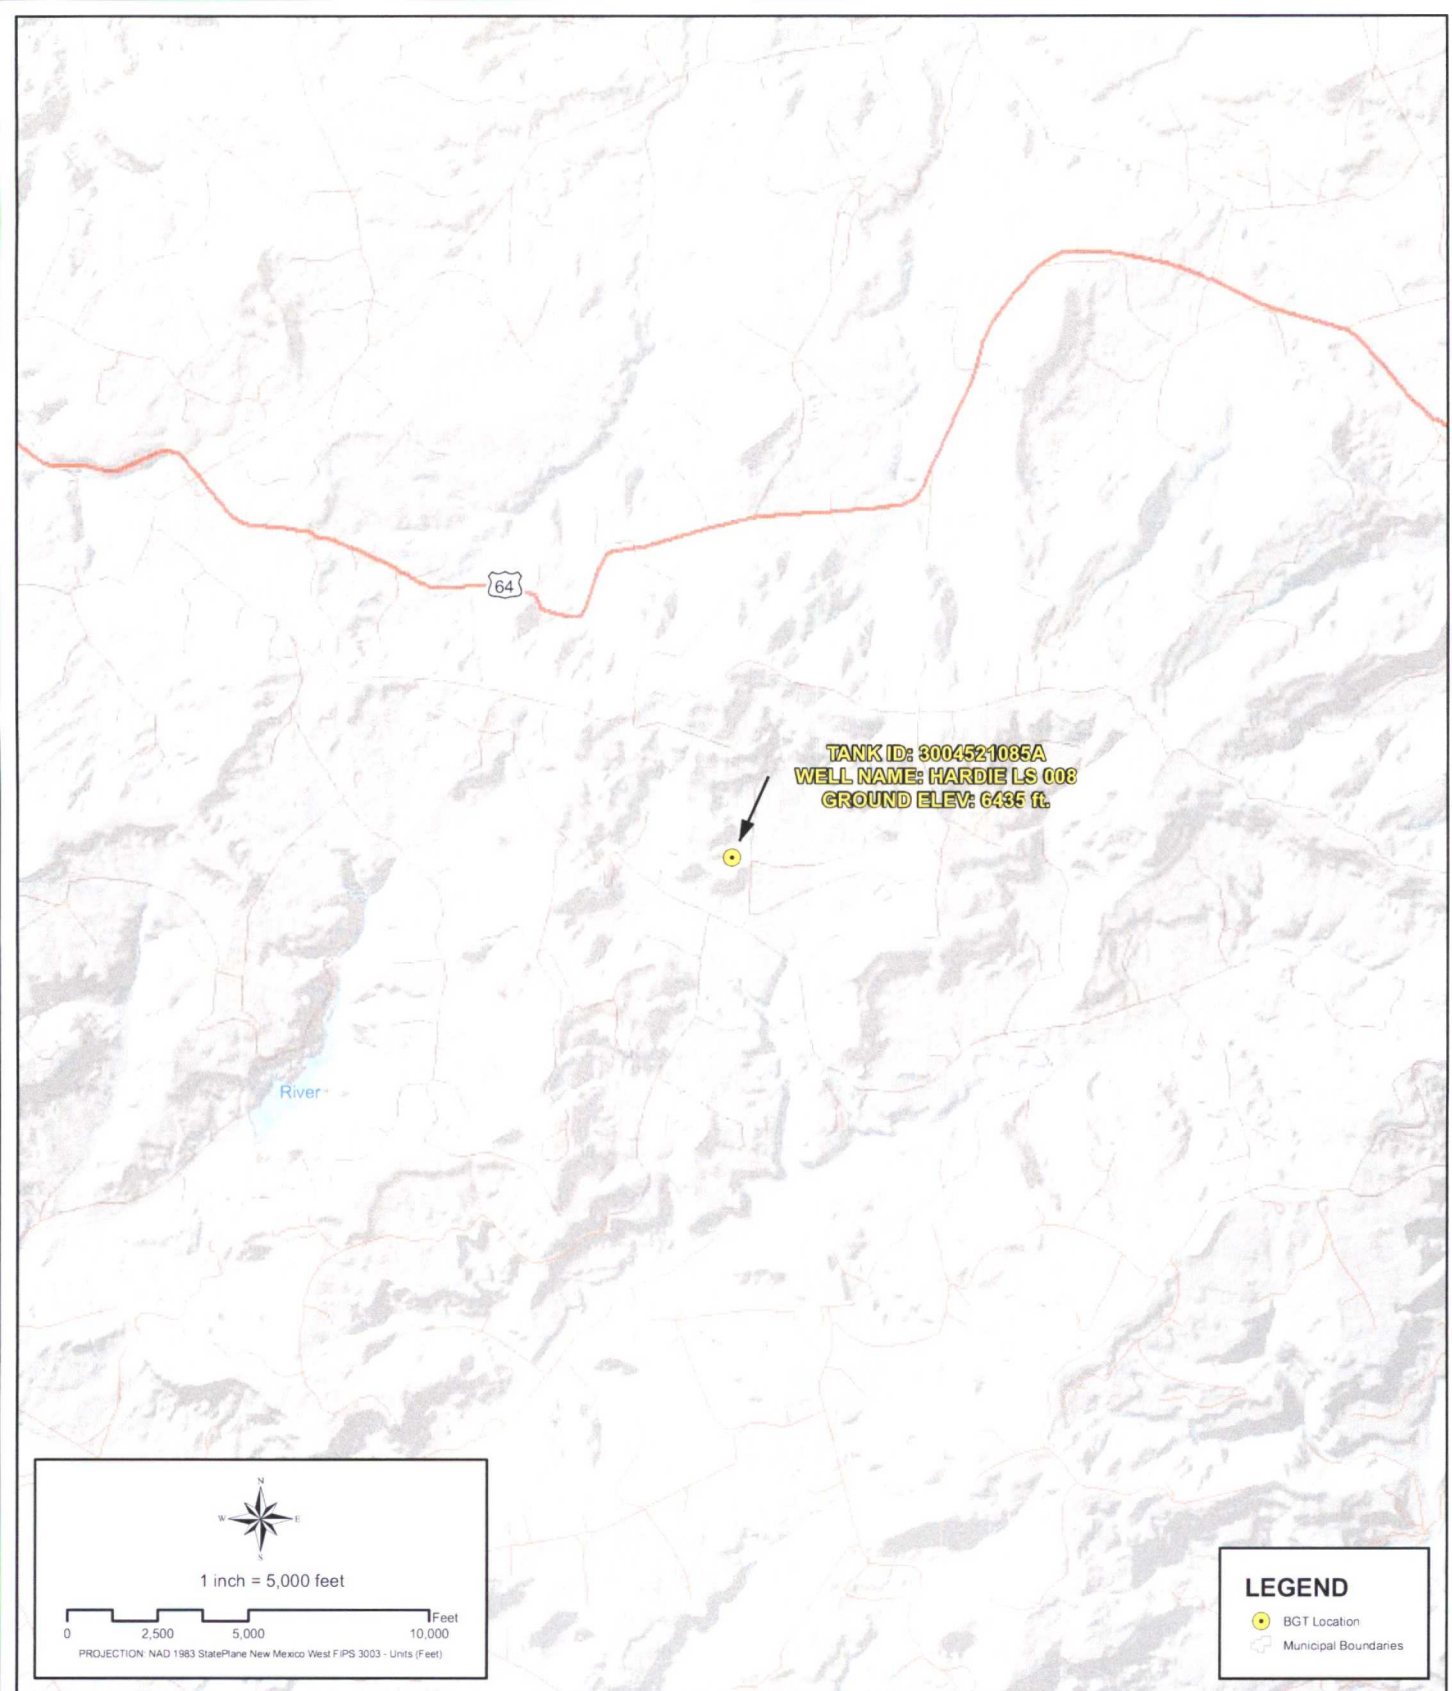 64
TANK ID: 3004521085A
WELL NAME: HARDIE LS 008
GROUND ELEV: 6435 ft.
River
N
W E
S
1 inch = 5,000 feet
Feet
0 2,500 5,000 10,000
PROJECTION: NAD 1983 StatePlane New Mexico West FIPS 3003 - Units (Feet)
LEGEND
BGT Location
Municipal Boundaries